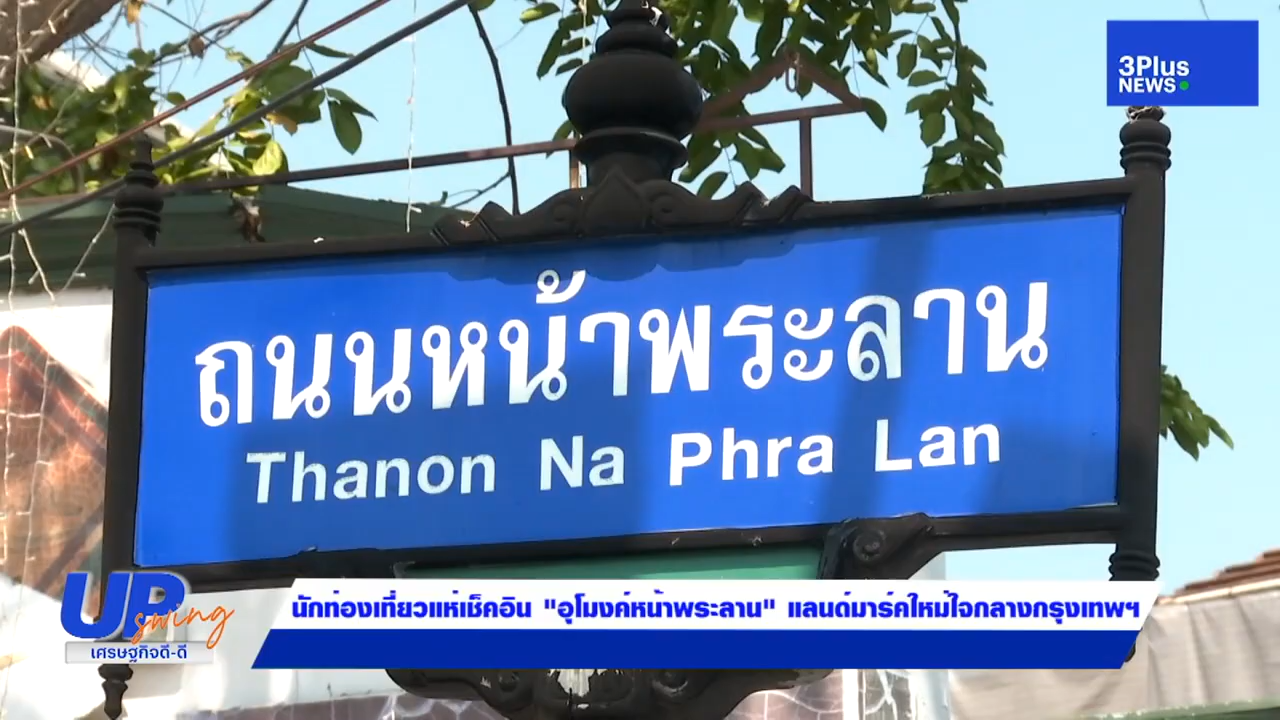 3Plus
NEWS
ถนนหน้าพระลาน
Thanon Na Phra Lan
UP
swing
เศรษฐกิจดี-ดี
นักท่องเที่ยวแห่เช็คอิน "อุโมงค์หน้าพระลาน" แลนด์มาร์คใหม่ใจกลางกรุงเทพฯ